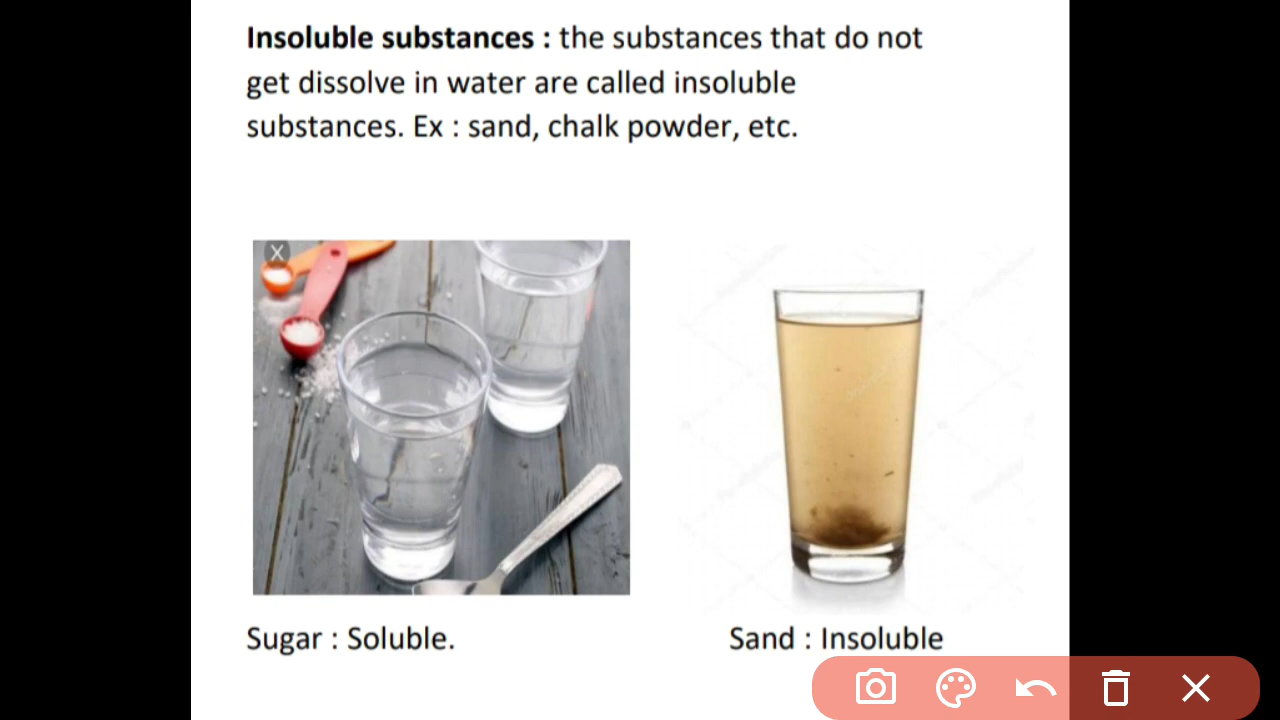 Insoluble substances : the substances that do not
get dissolve in water are called insoluble
substances. Ex : sand, chalk powder, etc.
Sugar : Soluble.
Sand : Insoluble